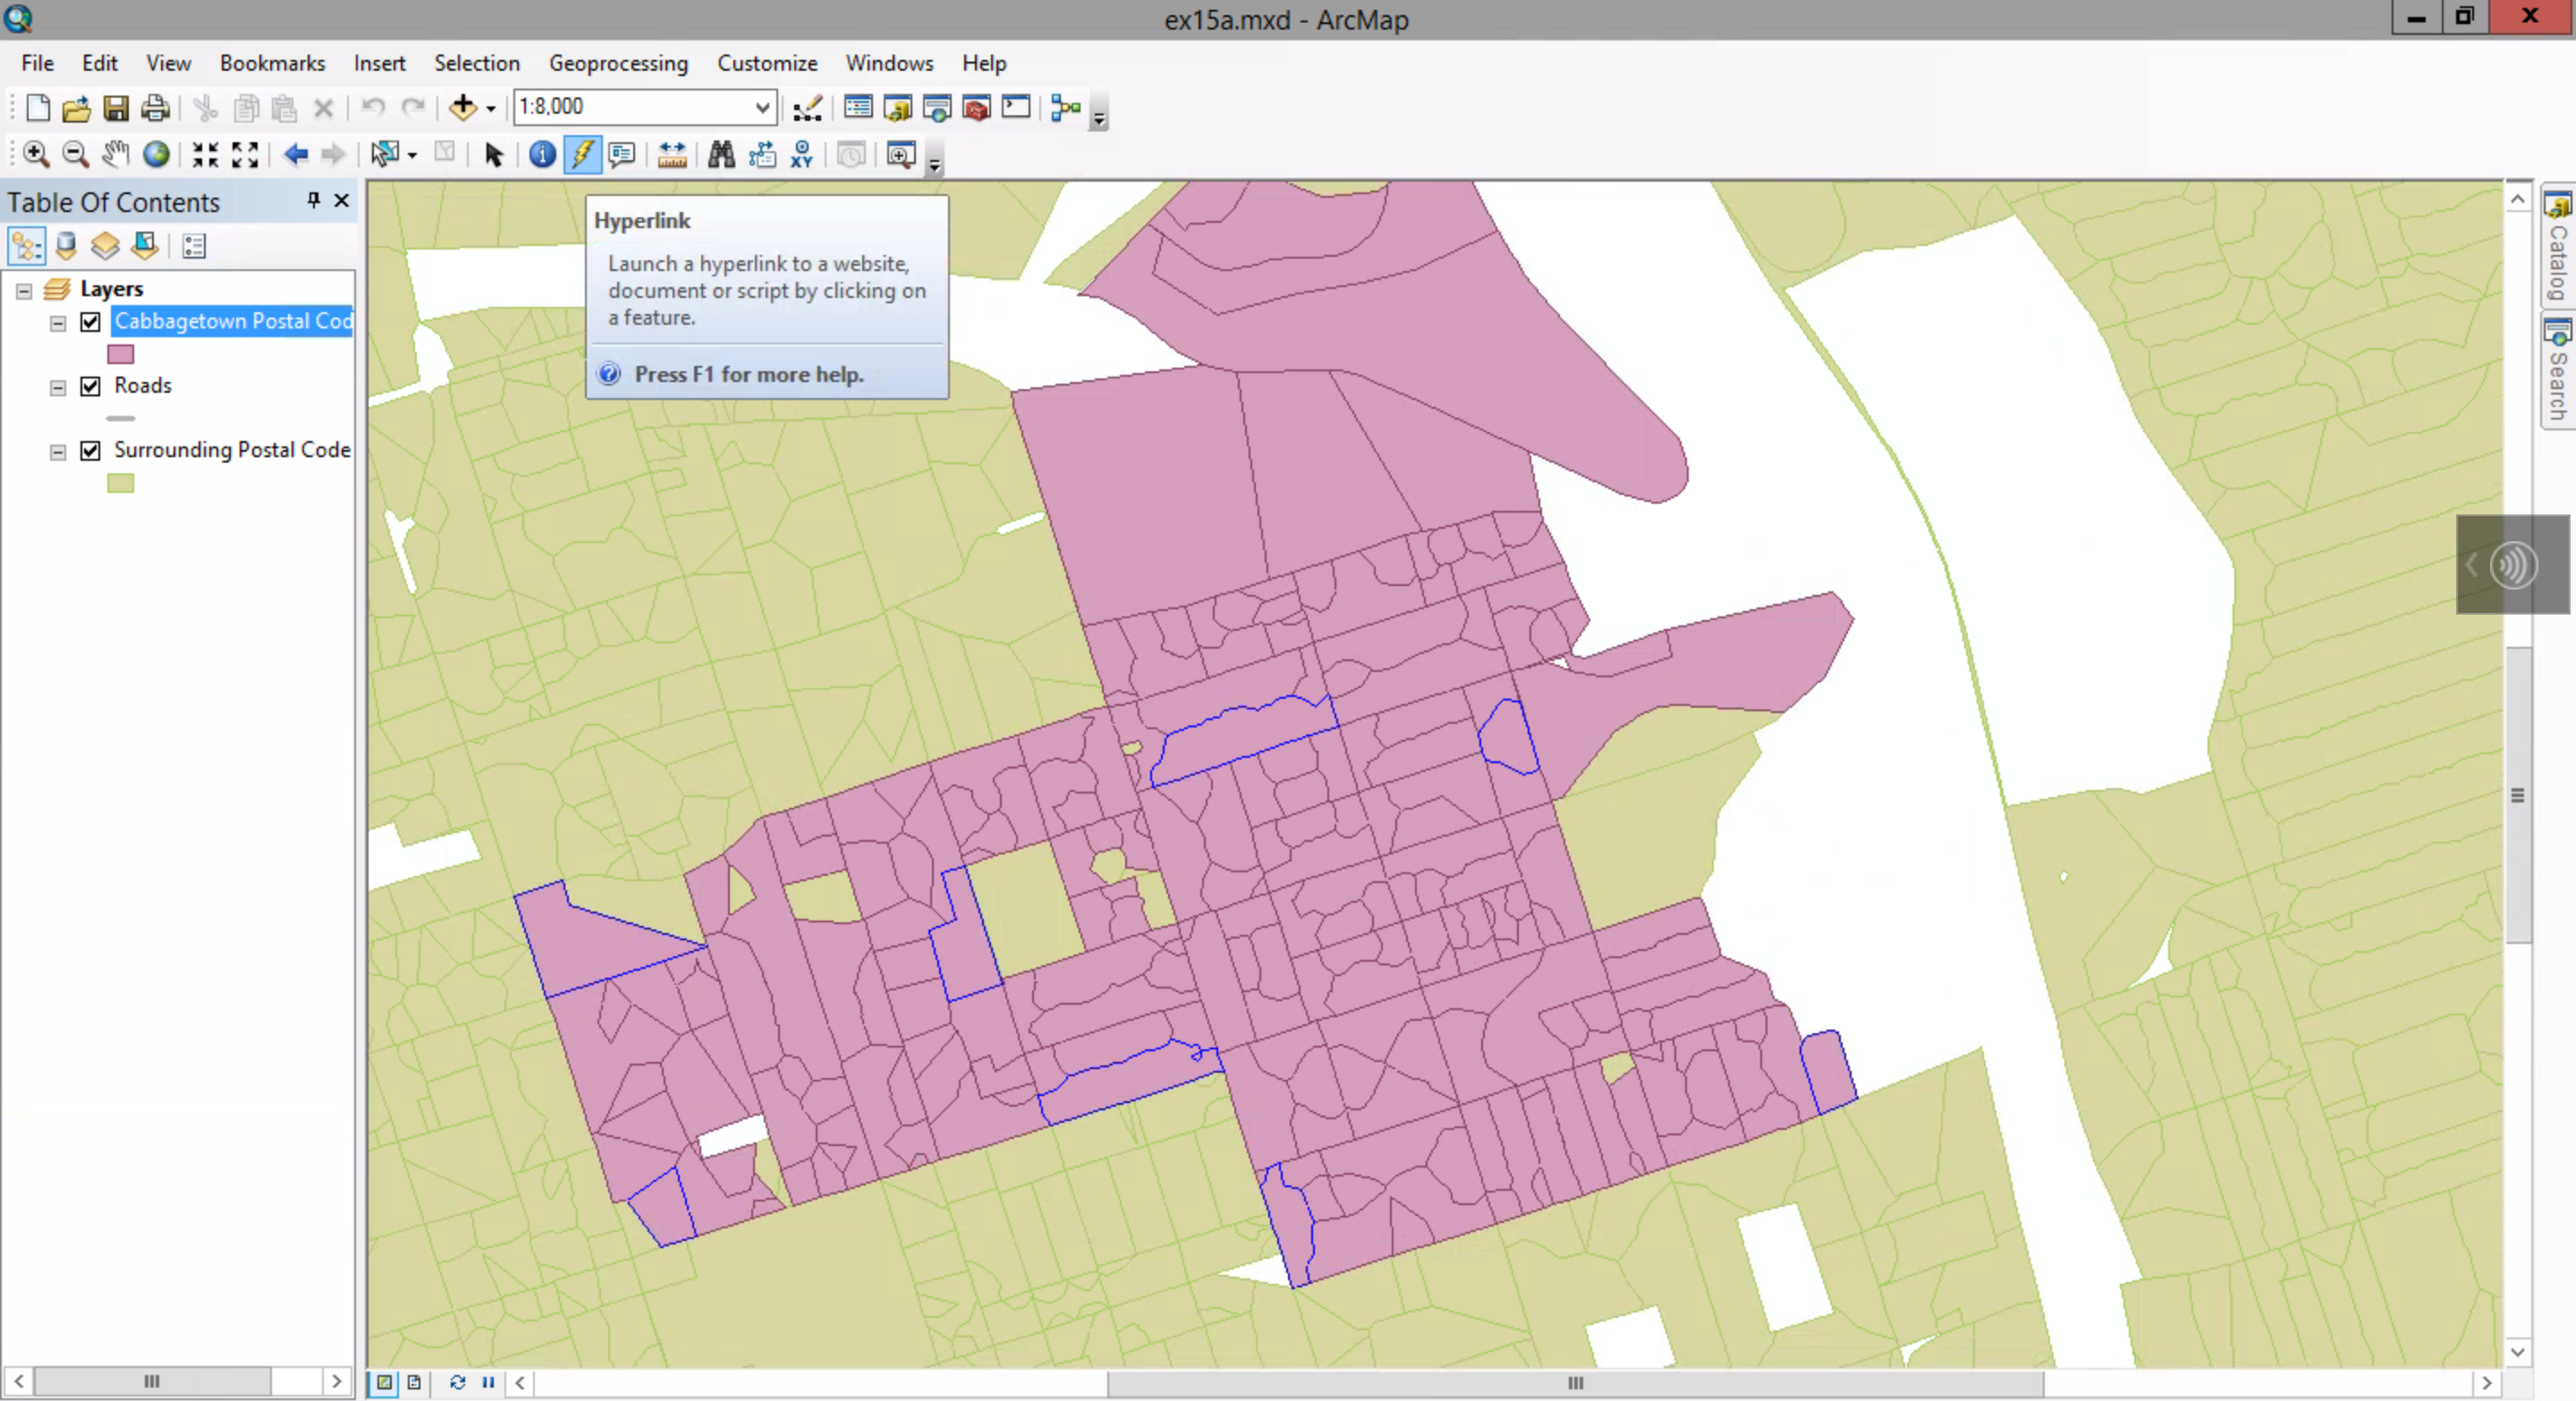 ex15a.mxd - ArcMap
File Edit View Bookmarks Insert Selection Geoprocessing Customize Windows Help
1:8,000
XY
Table Of Contents
Layers
Cabbagetown Postal Cod
Roads
Surrounding Postal Code
Hyperlink
Launch a hyperlink to a website,
document or script by clicking on
a feature.
Press F1 for more help.
Catalog
Search